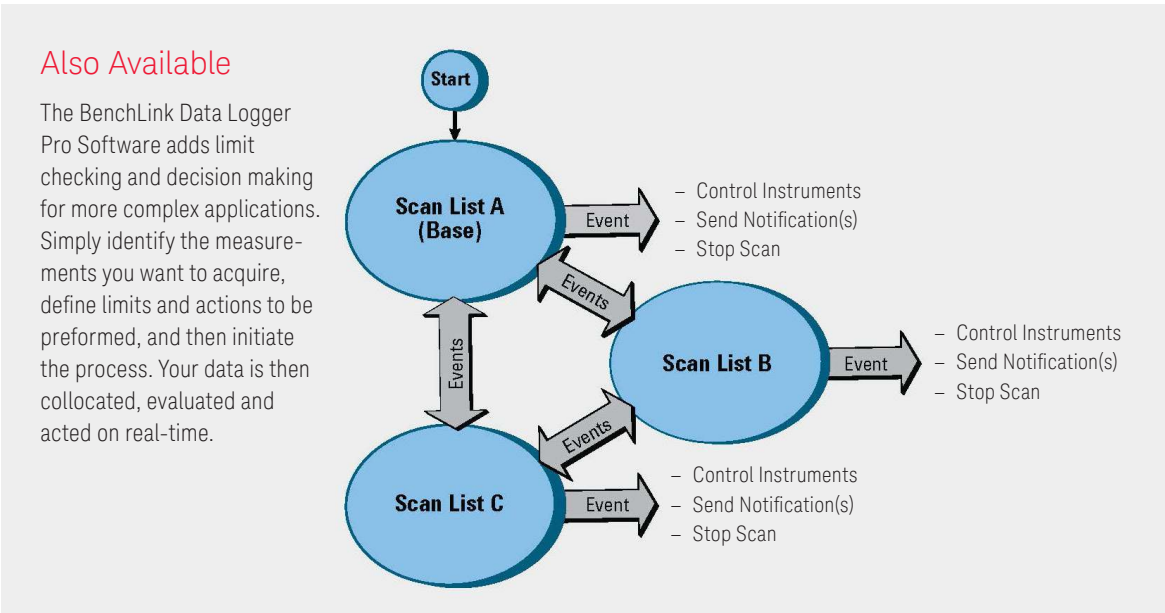 Also Available
The BenchLink Data Logger
Pro Software adds limit
checking and decision making
for more complex applications.
Simply identify the measure-
ments you want to acquire,
define limits and actions to be
preformed, and then initiate
the process. Your data is then
collocated, evaluated and
acted on real-time.
Start
Scan List A
(Base)
Event
– Control Instruments
– Send Notification(s)
– Stop Scan
Events
Events
Scan List B
Event
– Control Instruments
– Send Notification(s)
– Stop Scan
Events
Scan List C
Event
– Control Instruments
– Send Notification(s)
– Stop Scan